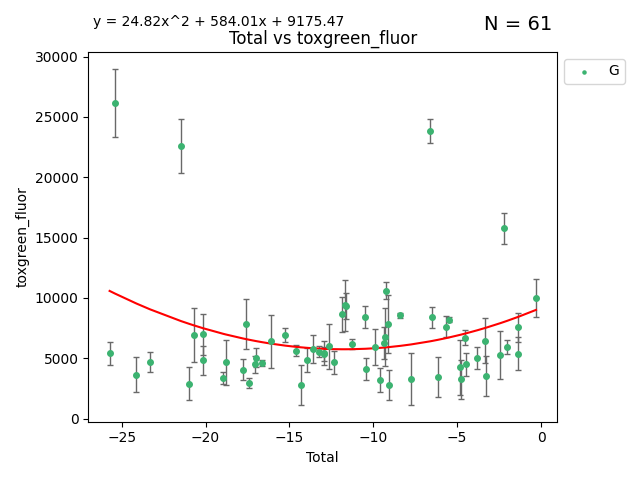 y = 24.82x^2 + 584.01x + 9175.47
N = 61
Total vs toxgreen_fluor
G
30000
25000
20000
15000
10000
5000
0
toxgreen_fluor
−25 −20 −15 −10 −5 0
Total